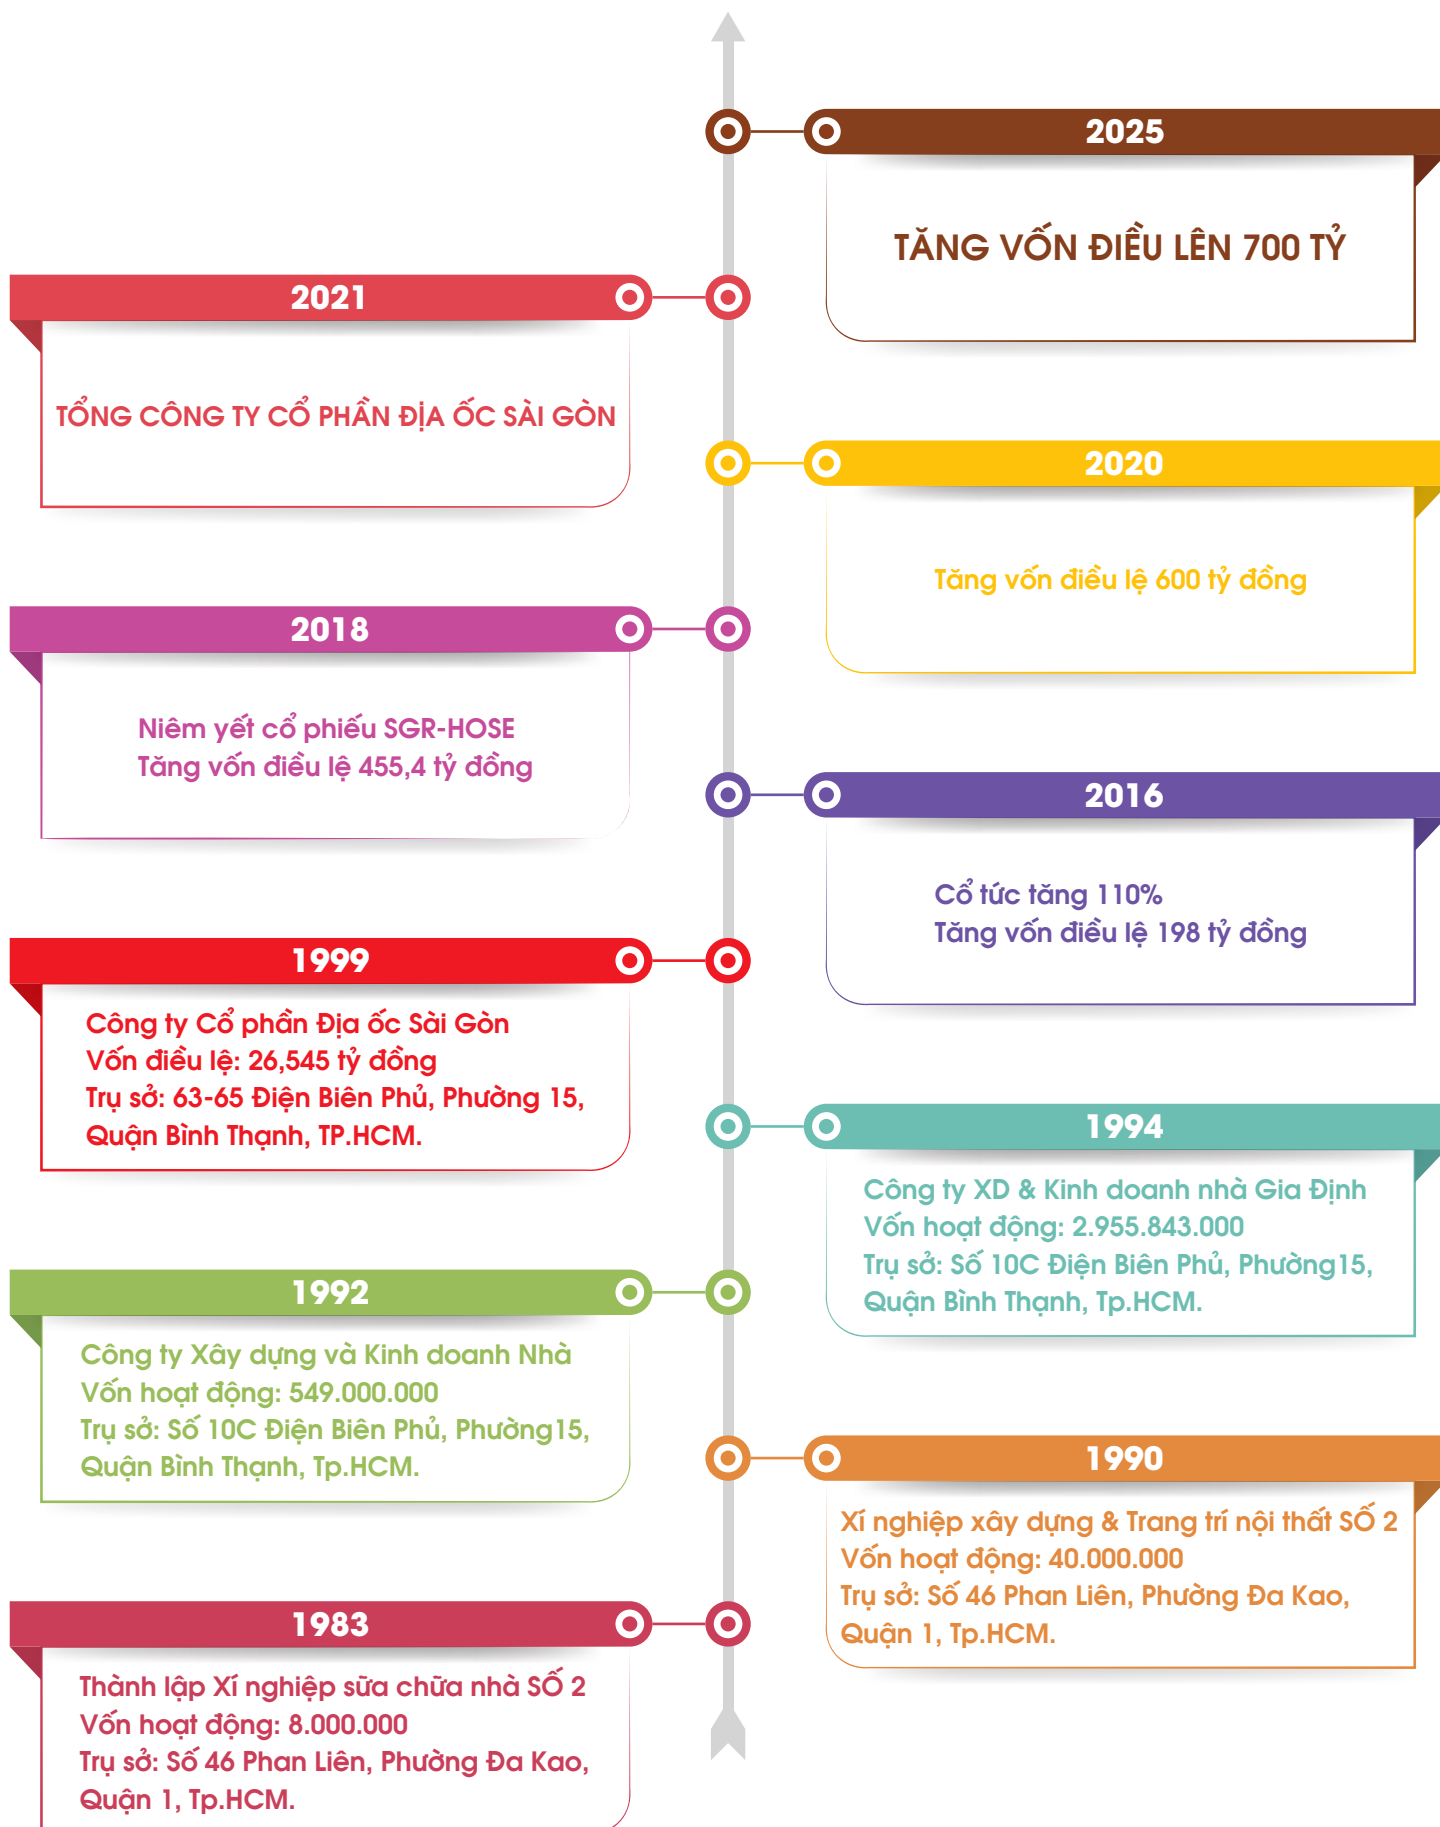 2025
TĂNG VỐN ĐIỀU LÊN 700 TỶ
2021
TỔNG CÔNG TY CỔ PHẦN ĐỊA ỐC SÀI GÒN
2020
Tăng vốn điều lệ 600 tỷ đồng
2018
Niêm yết cổ phiếu SGR-HOSE
Tăng vốn điều lệ 455,4 tỷ đồng
2016
Cổ tức tăng 110%
Tăng vốn điều lệ 198 tỷ đồng
1999
Công ty Cổ phần Địa ốc Sài Gòn
Vốn điều lệ: 26,545 tỷ đồng
Trụ sở: 63-65 Điện Biên Phủ, Phường 15,
Quận Bình Thạnh, TP.HCM.
1994
Công ty XD & Kinh doanh nhà Gia Định
Vốn hoạt động: 2.955.843.000
Trụ sở: Số 10C Điện Biên Phủ, Phường15,
Quận Bình Thạnh, Tp.HCM.
1992
Công ty Xây dựng và Kinh doanh Nhà
Vốn hoạt động: 549.000.000
Trụ sở: Số 10C Điện Biên Phủ, Phường15,
Quận Bình Thạnh, Tp.HCM.
1990
Xí nghiệp xây dựng & Trang trí nội thất SỐ 2
Vốn hoạt động: 40.000.000
Trụ sở: Số 46 Phan Liên, Phường Đa Kao,
Quận 1, Tp.HCM.
1983
Thành lập Xí nghiệp sữa chữa nhà SỐ 2
Vốn hoạt động: 8.000.000
Trụ sở: Số 46 Phan Liên, Phường Đa Kao,
Quận 1, Tp.HCM.